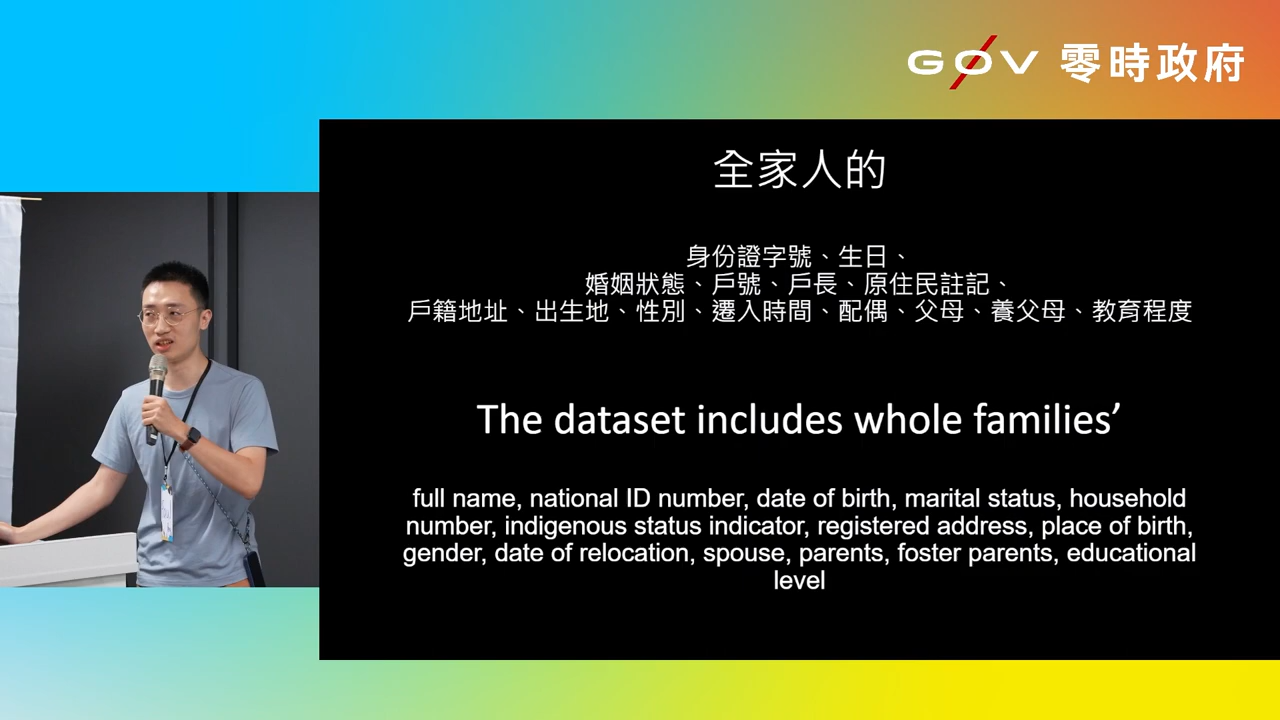 GØV 零時政府
全家人的
身份證字號、生日、
婚姻狀態、戶號、戶長、原住民註記、
戶籍地址、出生地、性別、遷入時間、配偶、父母、養父母、教育程度
The dataset includes whole families’
full name, national ID number, date of birth, marital status, household
number, indigenous status indicator, registered address, place of birth,
gender, date of relocation, spouse, parents, foster parents, educational
level